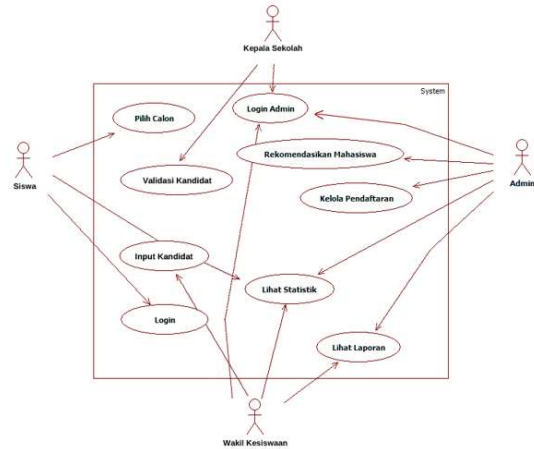 Kepala Sekolah
System
Login Admin
Pilih Calon
Rekomendasikan Mahasiswa
Siswa
Validasi Kandidat
Admin
Kelola Pendaftaran
Input Kandidat
Lihat Statistik
Login
Lihat Laporan
Wakil Kesiswaan